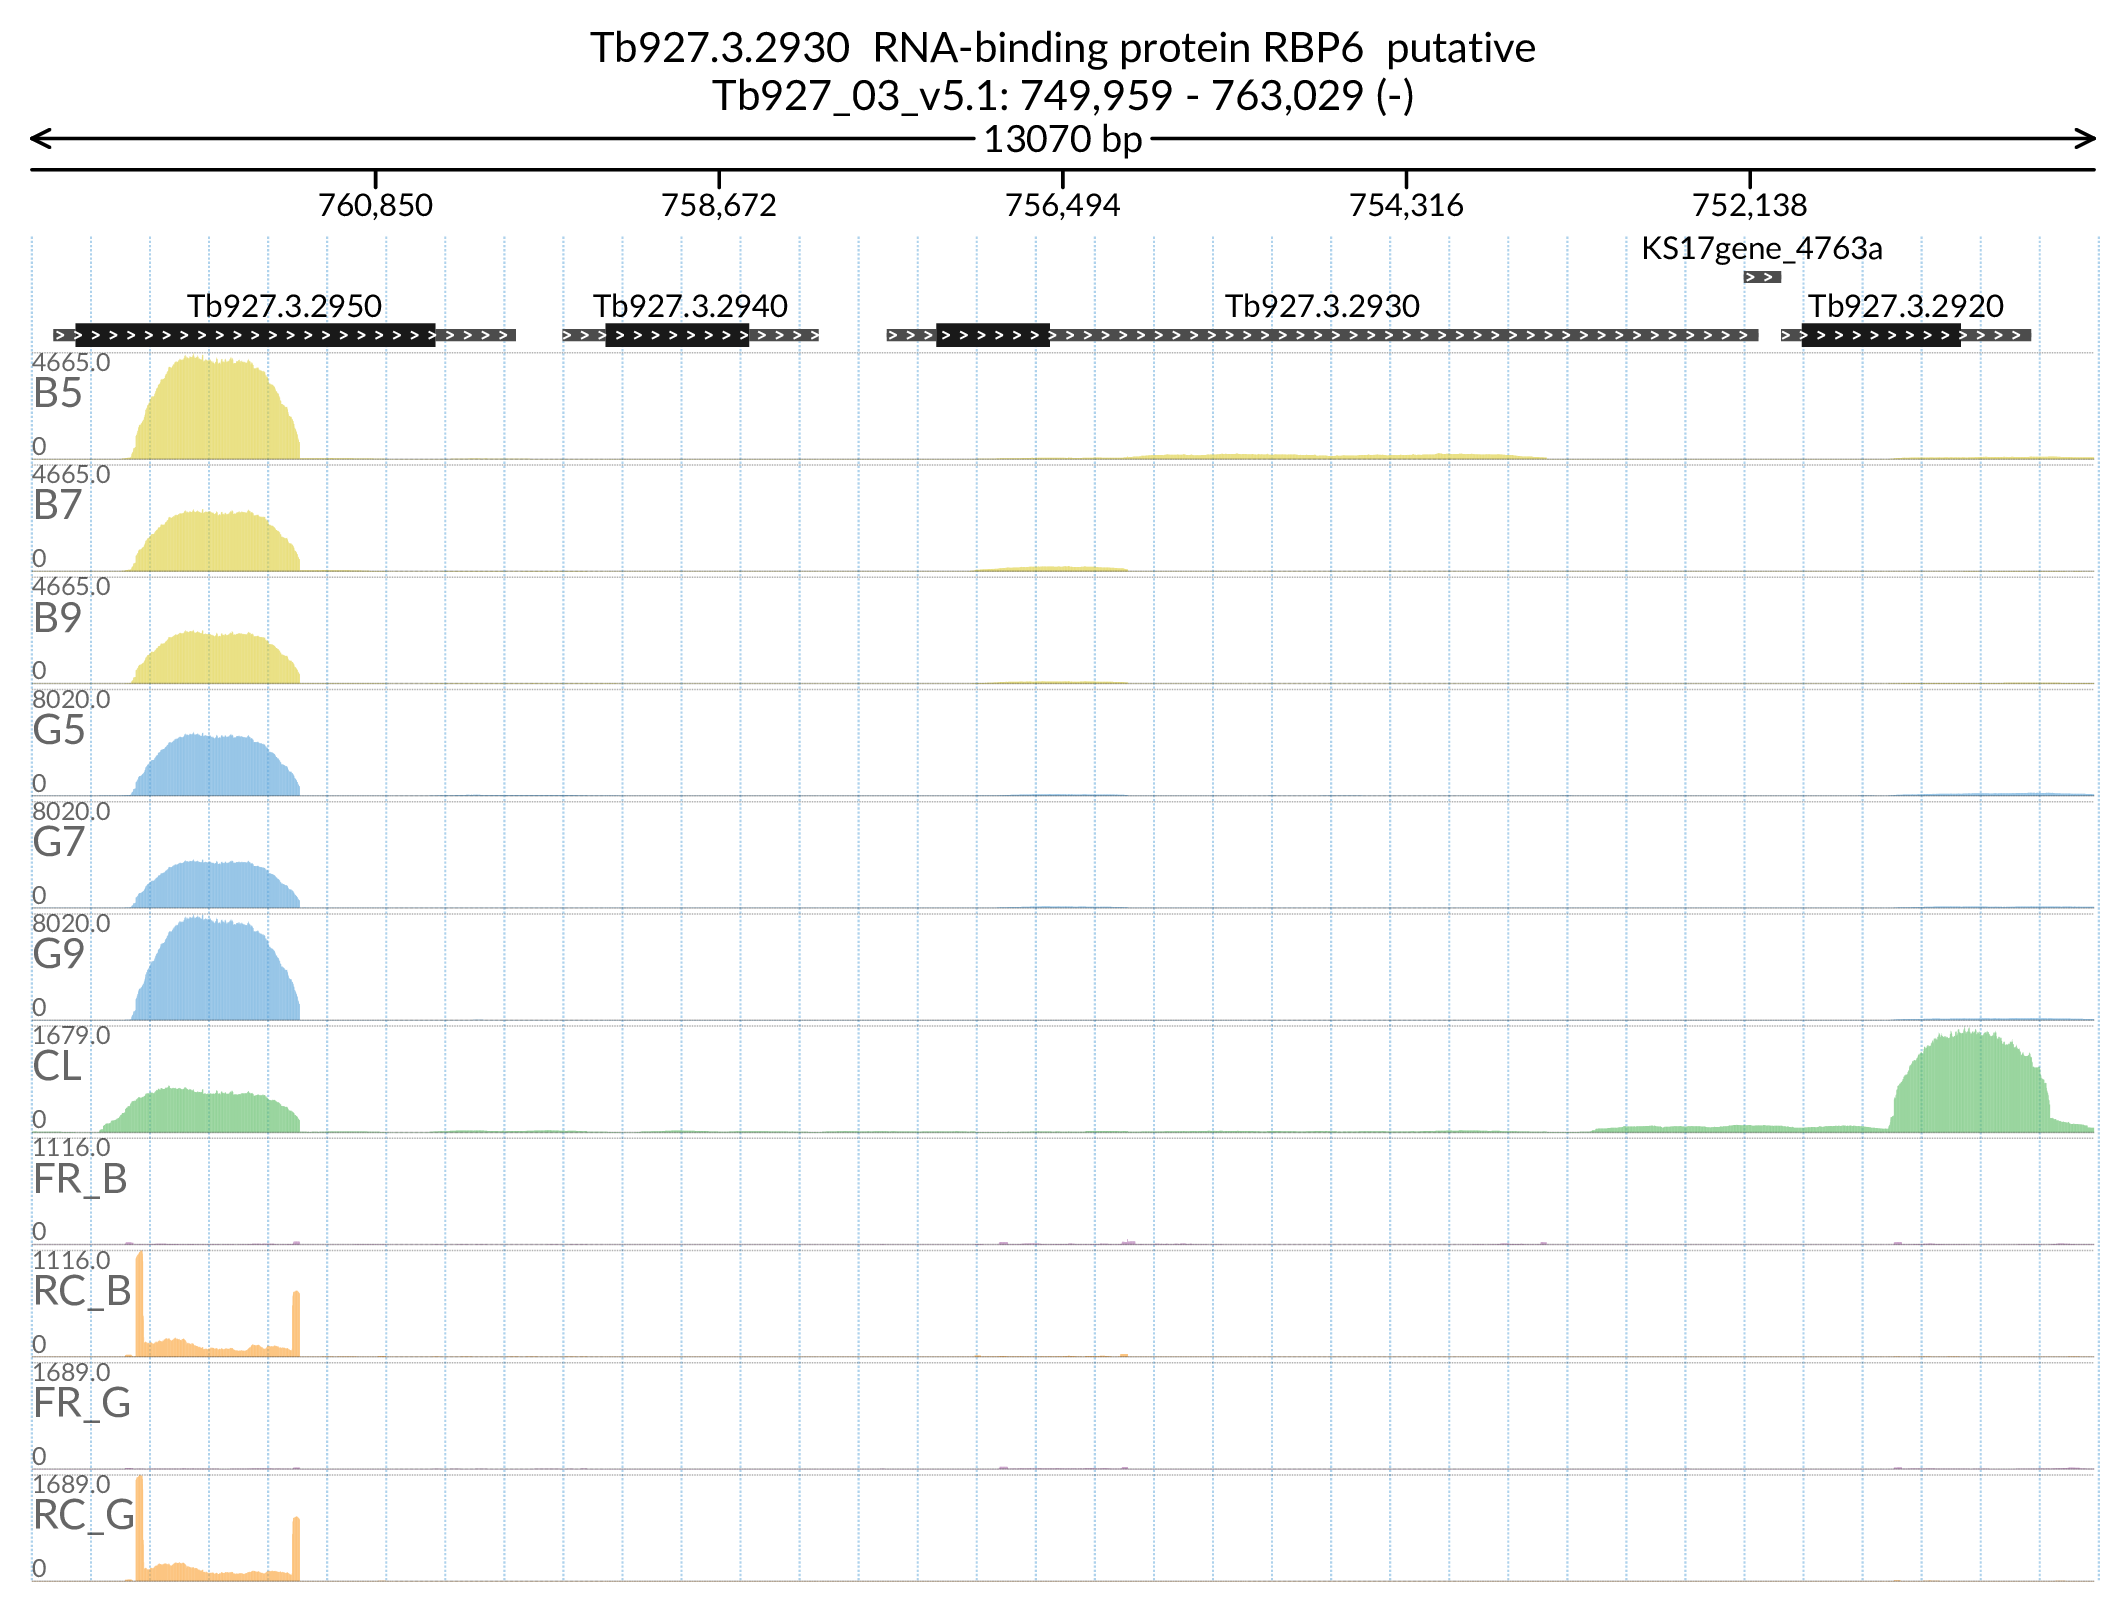 Tb927.3.2930  RNA-binding protein RBP6  putative
Tb927_03_v5.1: 749,959 - 763,029 (-)
13070 bp
760,850 758,672 756,494 754,316 752,138
KS17gene_4763a
Tb927.3.2950 Tb927.3.2940 Tb927.3.2930 Tb927.3.2920
4665.0
B5
0
4665.0
B7
0
4665.0
B9
0
8020.0
G5
0
8020.0
G7
0
8020.0
G9
0
1679.0
CL
0
1116.0
FR_B
0
1116.0
RC_B
0
1689.0
FR_G
0
1689.0
RC_G
0